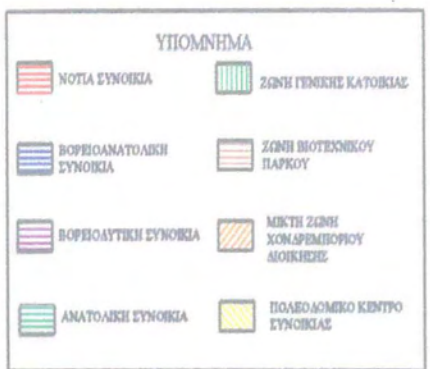 ΥΠΟΜΝΗΜΑ
ΝΟΤΙΑ ΣΥΝΟΙΚΙΑ
ΒΟΡΕΙΟΑΝΑΤΟΛΙΚΗ
ΣΥΝΟΙΚΙΑ
ΒΟΡΕΙΟΔΥΤΙΚΗ ΣΥΝΟΙΚΙΑ
ΑΝΑΤΟΛΙΚΗ ΣΥΝΟΙΚΙΑ
ΖΩΝΗ ΓΕΝΙΚΗΣ ΚΑΤΟΙΚΙΑΣ
ΖΩΝΗ ΒΙΟΤΕΧΝΙΚΟΥ
ΠΑΡΚΟΥ
ΜΙΚΤΗ ΖΩΝΗ
ΧΟΝΔΡΕΜΠΟΡΙΟΥ
ΔΙΟΙΚΗΣΗΣ
ΠΟΛΕΟΔΟΜΙΚΟ ΚΕΝΤΡΟ
ΣΥΝΟΙΚΙΑΣ